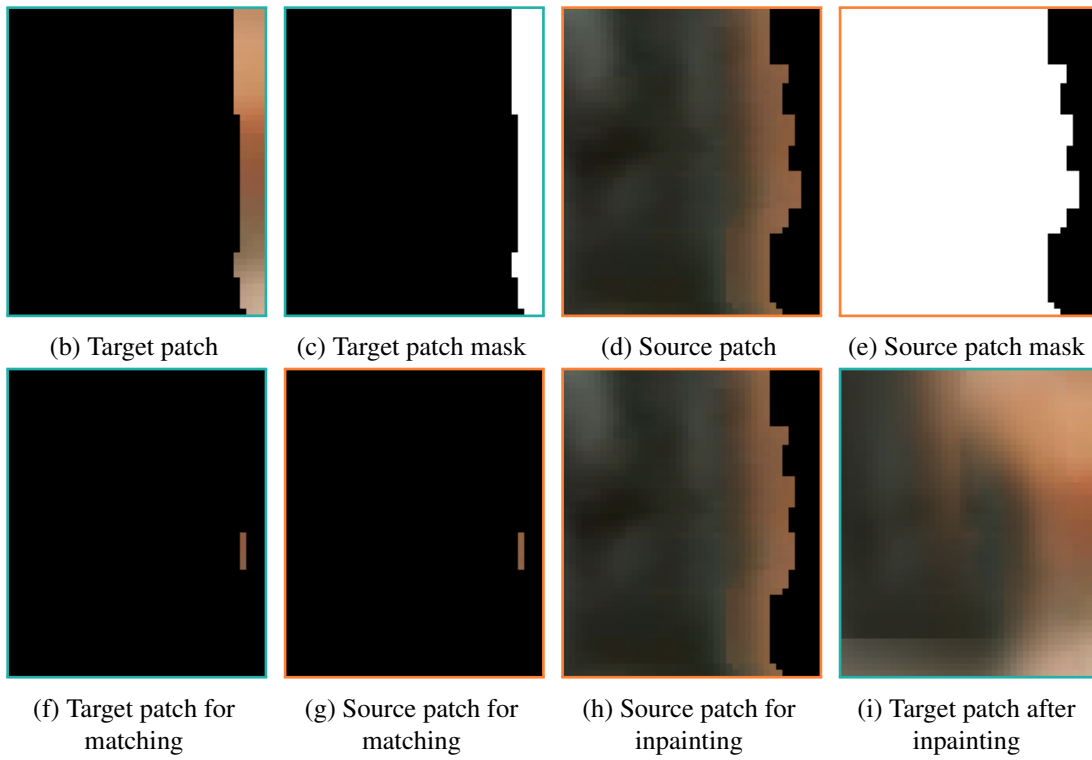 (b) Target patch
(c) Target patch mask
(d) Source patch
(e) Source patch mask
(f) Target patch for
matching
(g) Source patch for
matching
(h) Source patch for
inpainting
(i) Target patch after
inpainting